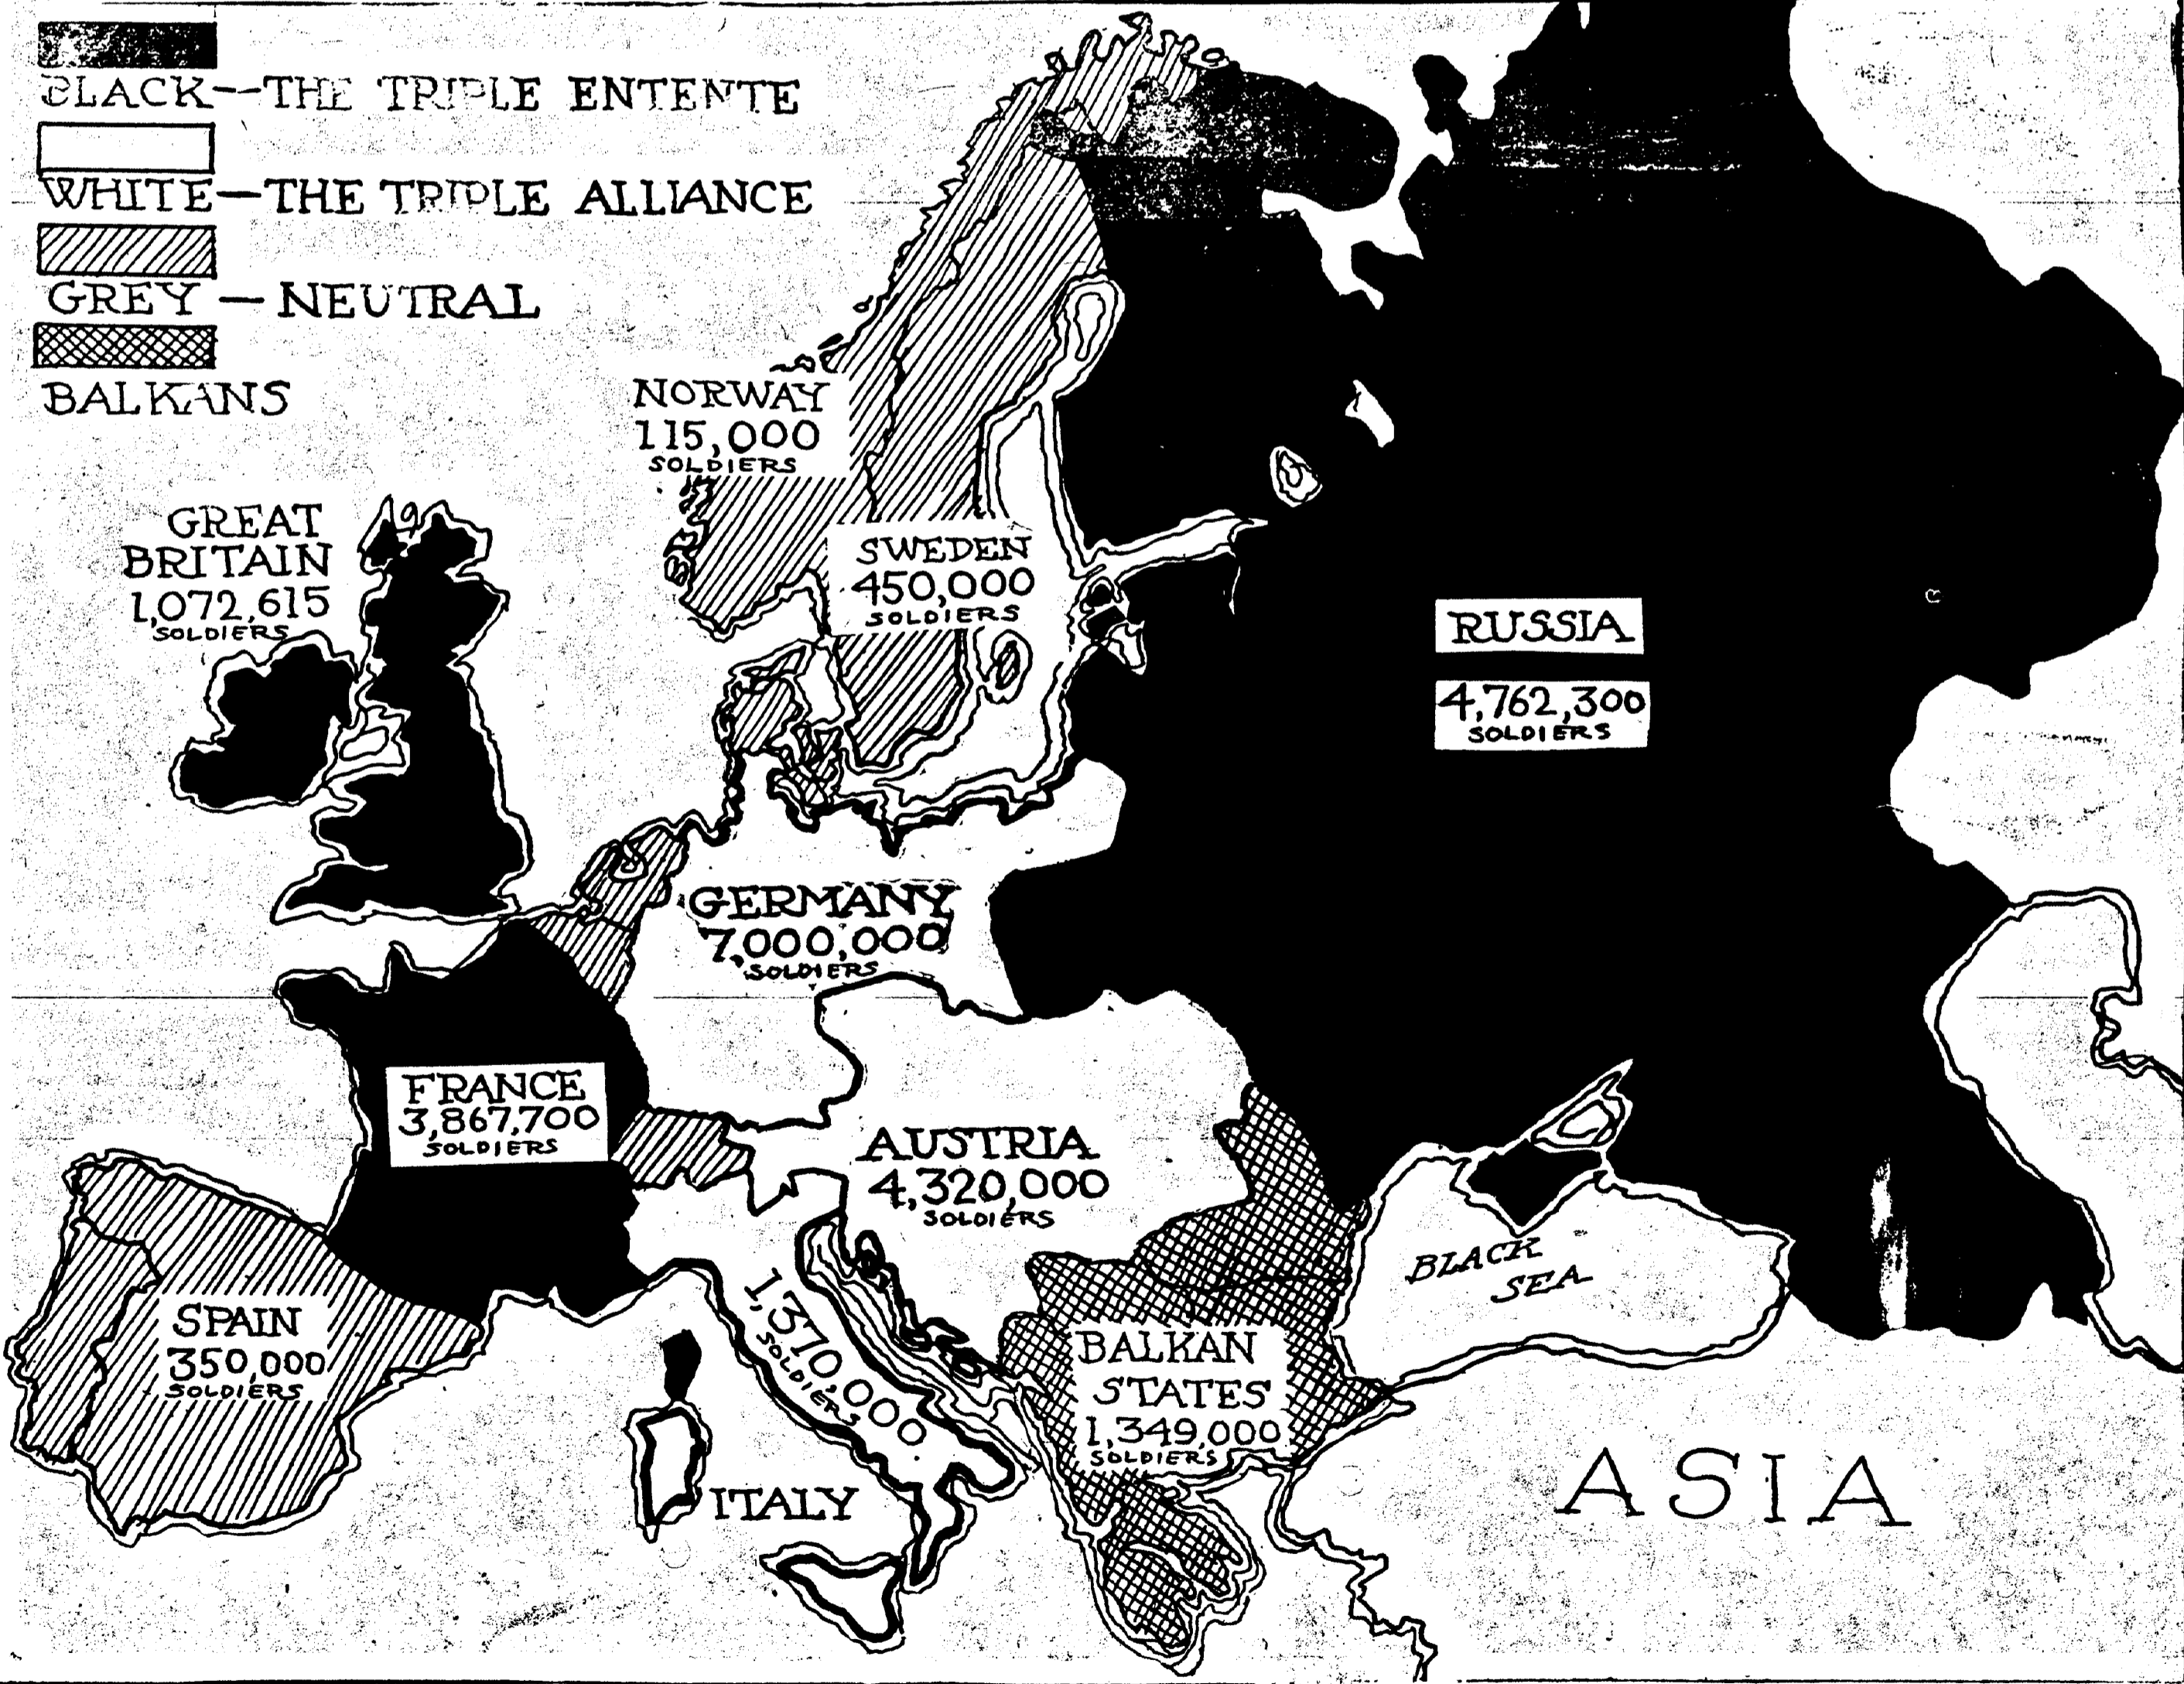 BLACK--THE TRIPLE ENTENTE
WHITE—THE TRIPLE ALLIANCE
GREY — NEUTRAL
BALKANS
NORWAY
115,000
SOLDIERS
GREAT
BRITAIN
1,072,615
SOLDIERS
SWEDEN
450,000
SOLDIERS
RUSSIA
4,762,300
SOLDIERS
GERMANY
7,000,000
SOLDIERS
FRANCE
3,867,700
SOLDIERS
AUSTRIA
4,320,000
SOLDIERS
BLACK
SEA
SPAIN
350,000
SOLDIERS
1,370,000
SOLDIERS
ITALY
BALKAN
STATES
1,349,000
SOLDIERS
ASIA